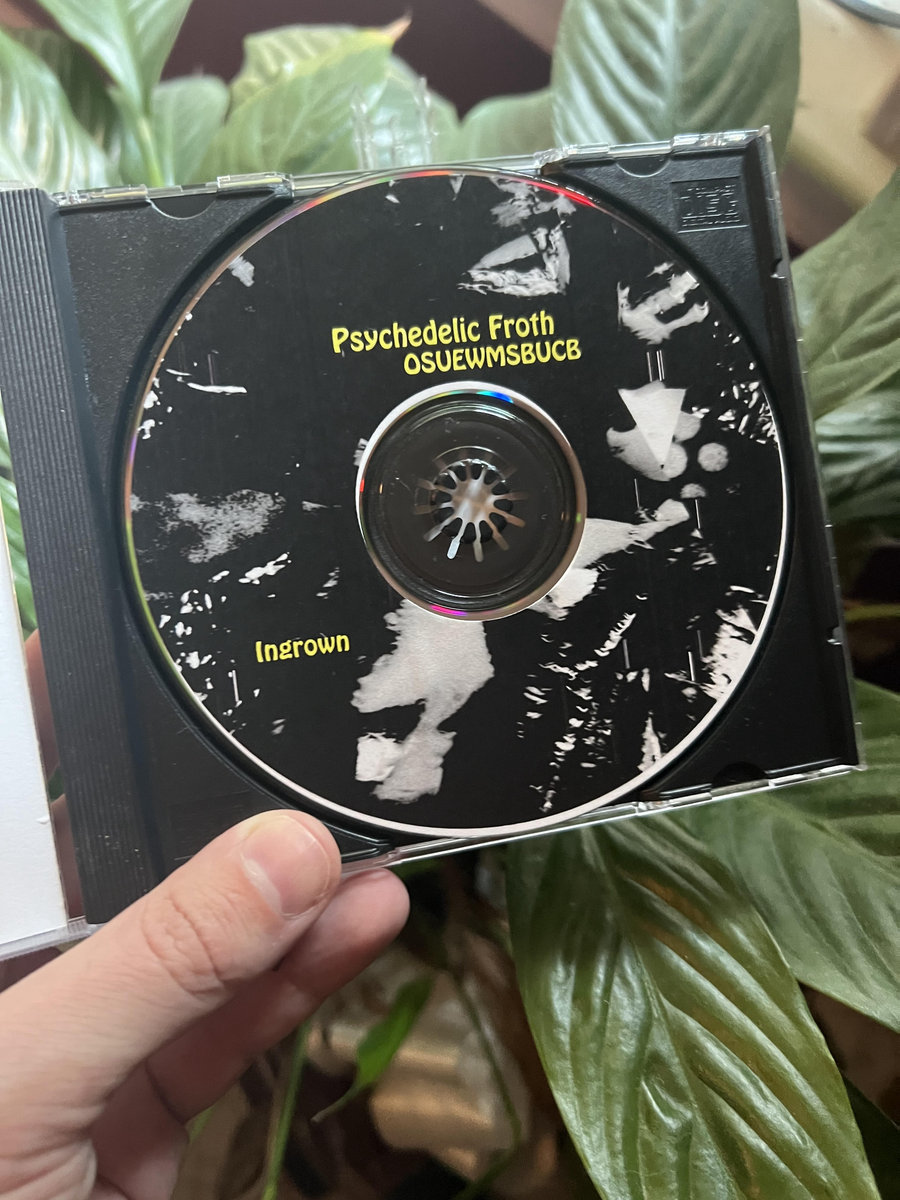 Psychedelic Froth
OSUEWMSBUCB
Ingrown